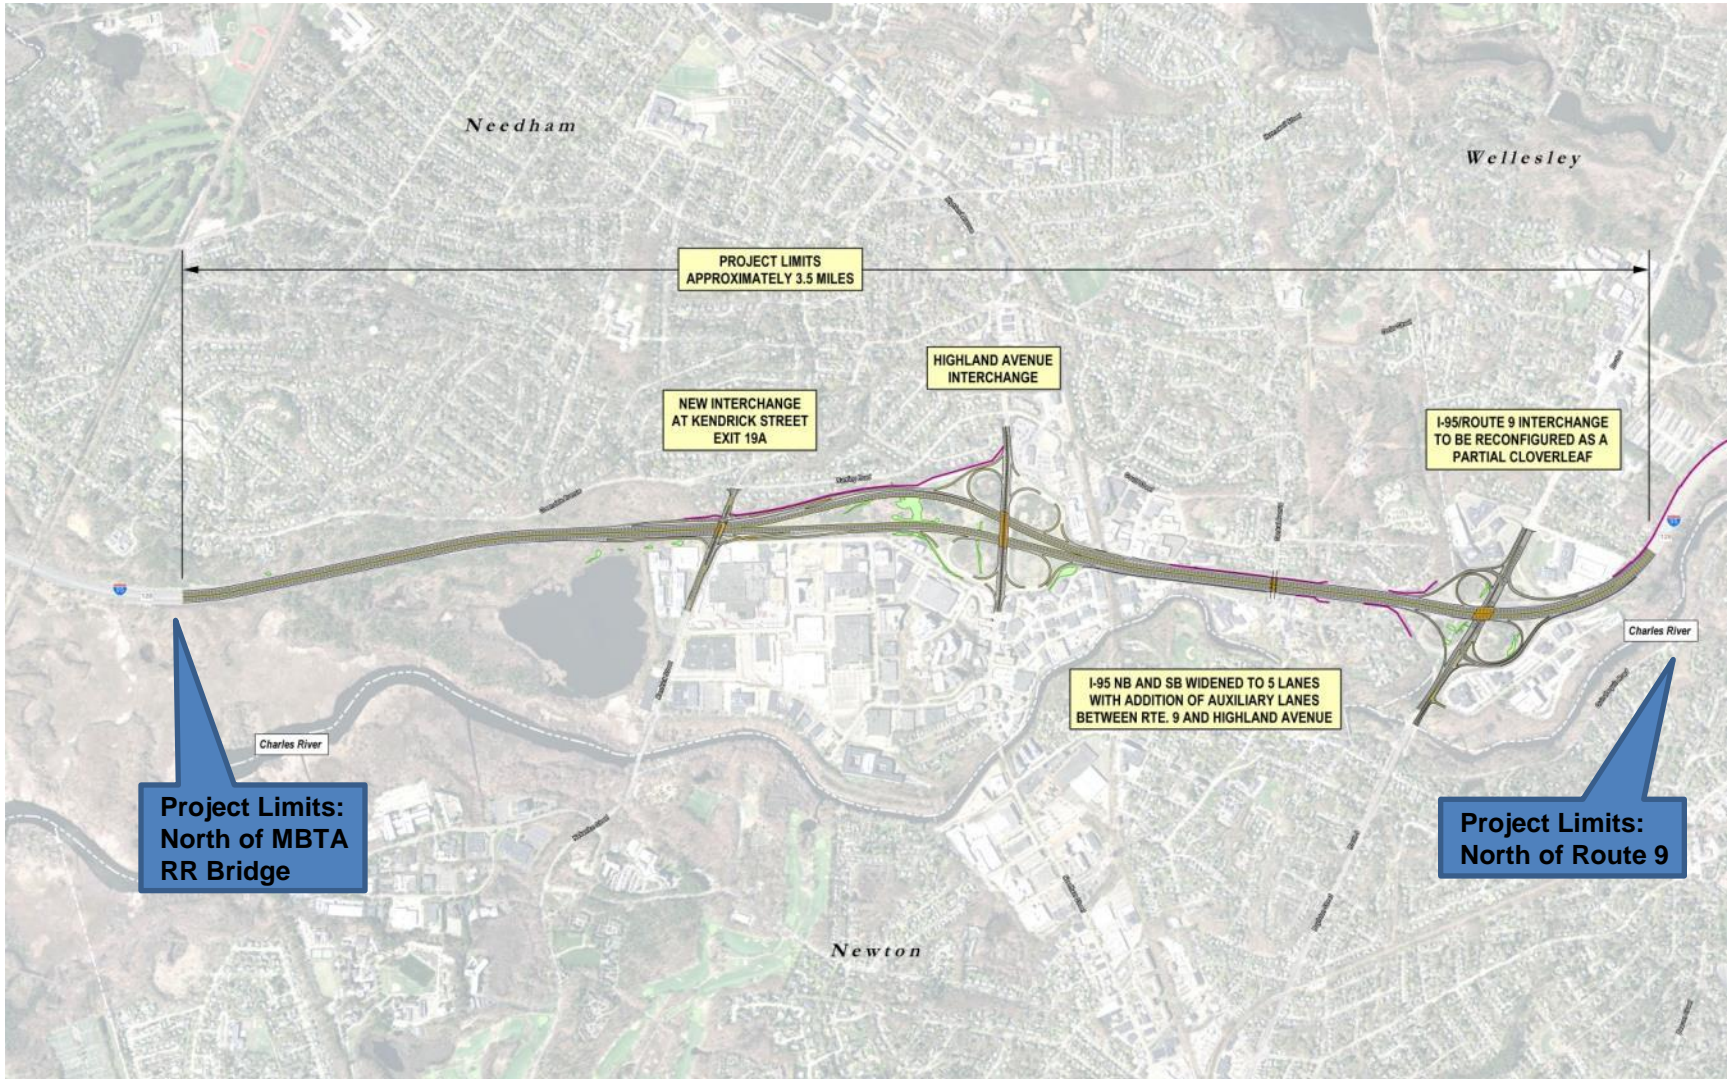 Needham
Wellesley
PROJECT LIMITS
APPROXIMATELY 3.5 MILES
HIGHLAND AVENUE
INTERCHANGE
NEW INTERCHANGE
AT KENDRICK STREET
EXIT 19A
I-95/ROUTE 9 INTERCHANGE
TO BE RECONFIGURED AS A
PARTIAL CLOVERLEAF
Charles River
I-95 NB AND SB WIDENED TO 5 LANES
WITH ADDITION OF AUXILIARY LANES
BETWEEN RTE. 9 AND HIGHLAND AVENUE
Charles River
Project Limits:
North of MBTA
RR Bridge
Project Limits:
North of Route 9
Newton